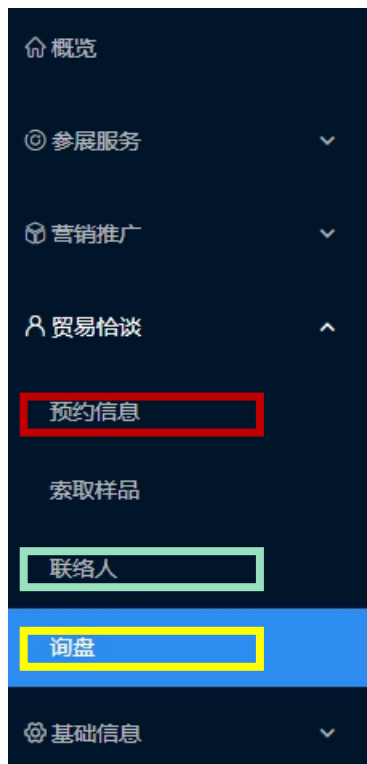 概览
参展服务
营销推广
贸易恰谈
预约信息
索取样品
联络人
询盘
基础信息